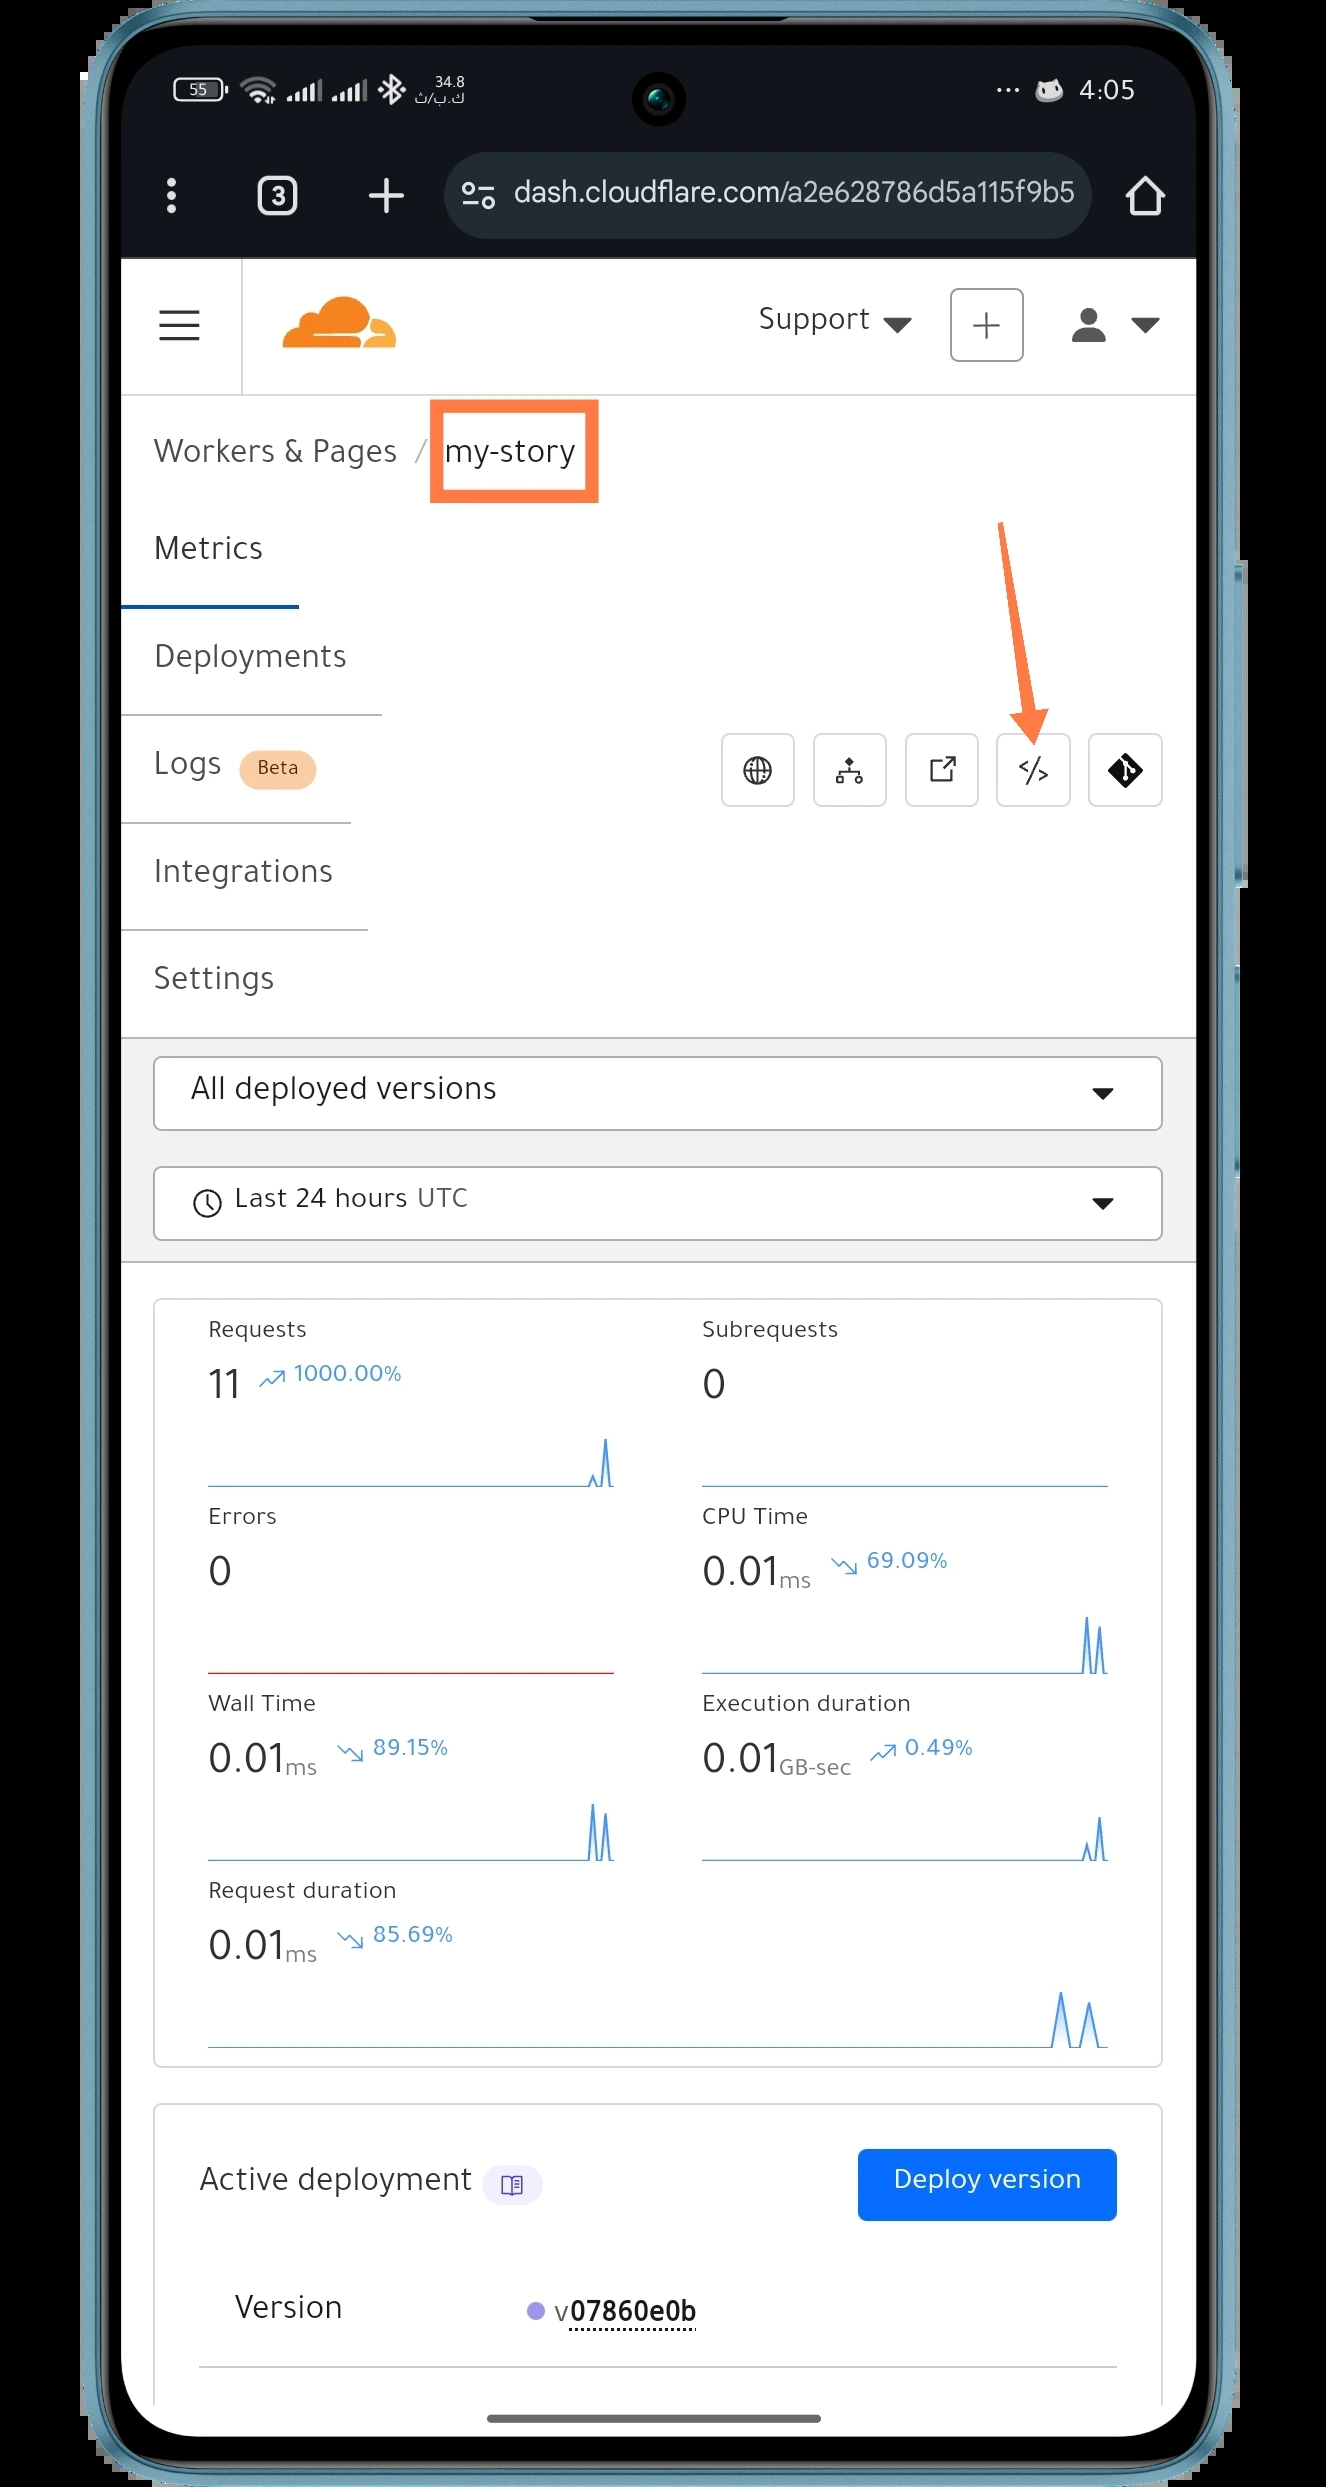 55
34.8
ك.ب/ث
4:05
3
dash.cloudflare.com/a2e628786d5a115f9b5
Support
Workers & Pages / my-story
Metrics
Deployments
Logs Beta
Integrations
Settings
All deployed versions
Last 24 hours UTC
Requests
11 1000.00%
Subrequests
0
Errors
0
CPU Time
0.01ms 69.09%
Wall Time
0.01ms 89.15%
Execution duration
0.01GB-sec 0.49%
Request duration
0.01ms 85.69%
Active deployment
Deploy version
Version v07860e0b